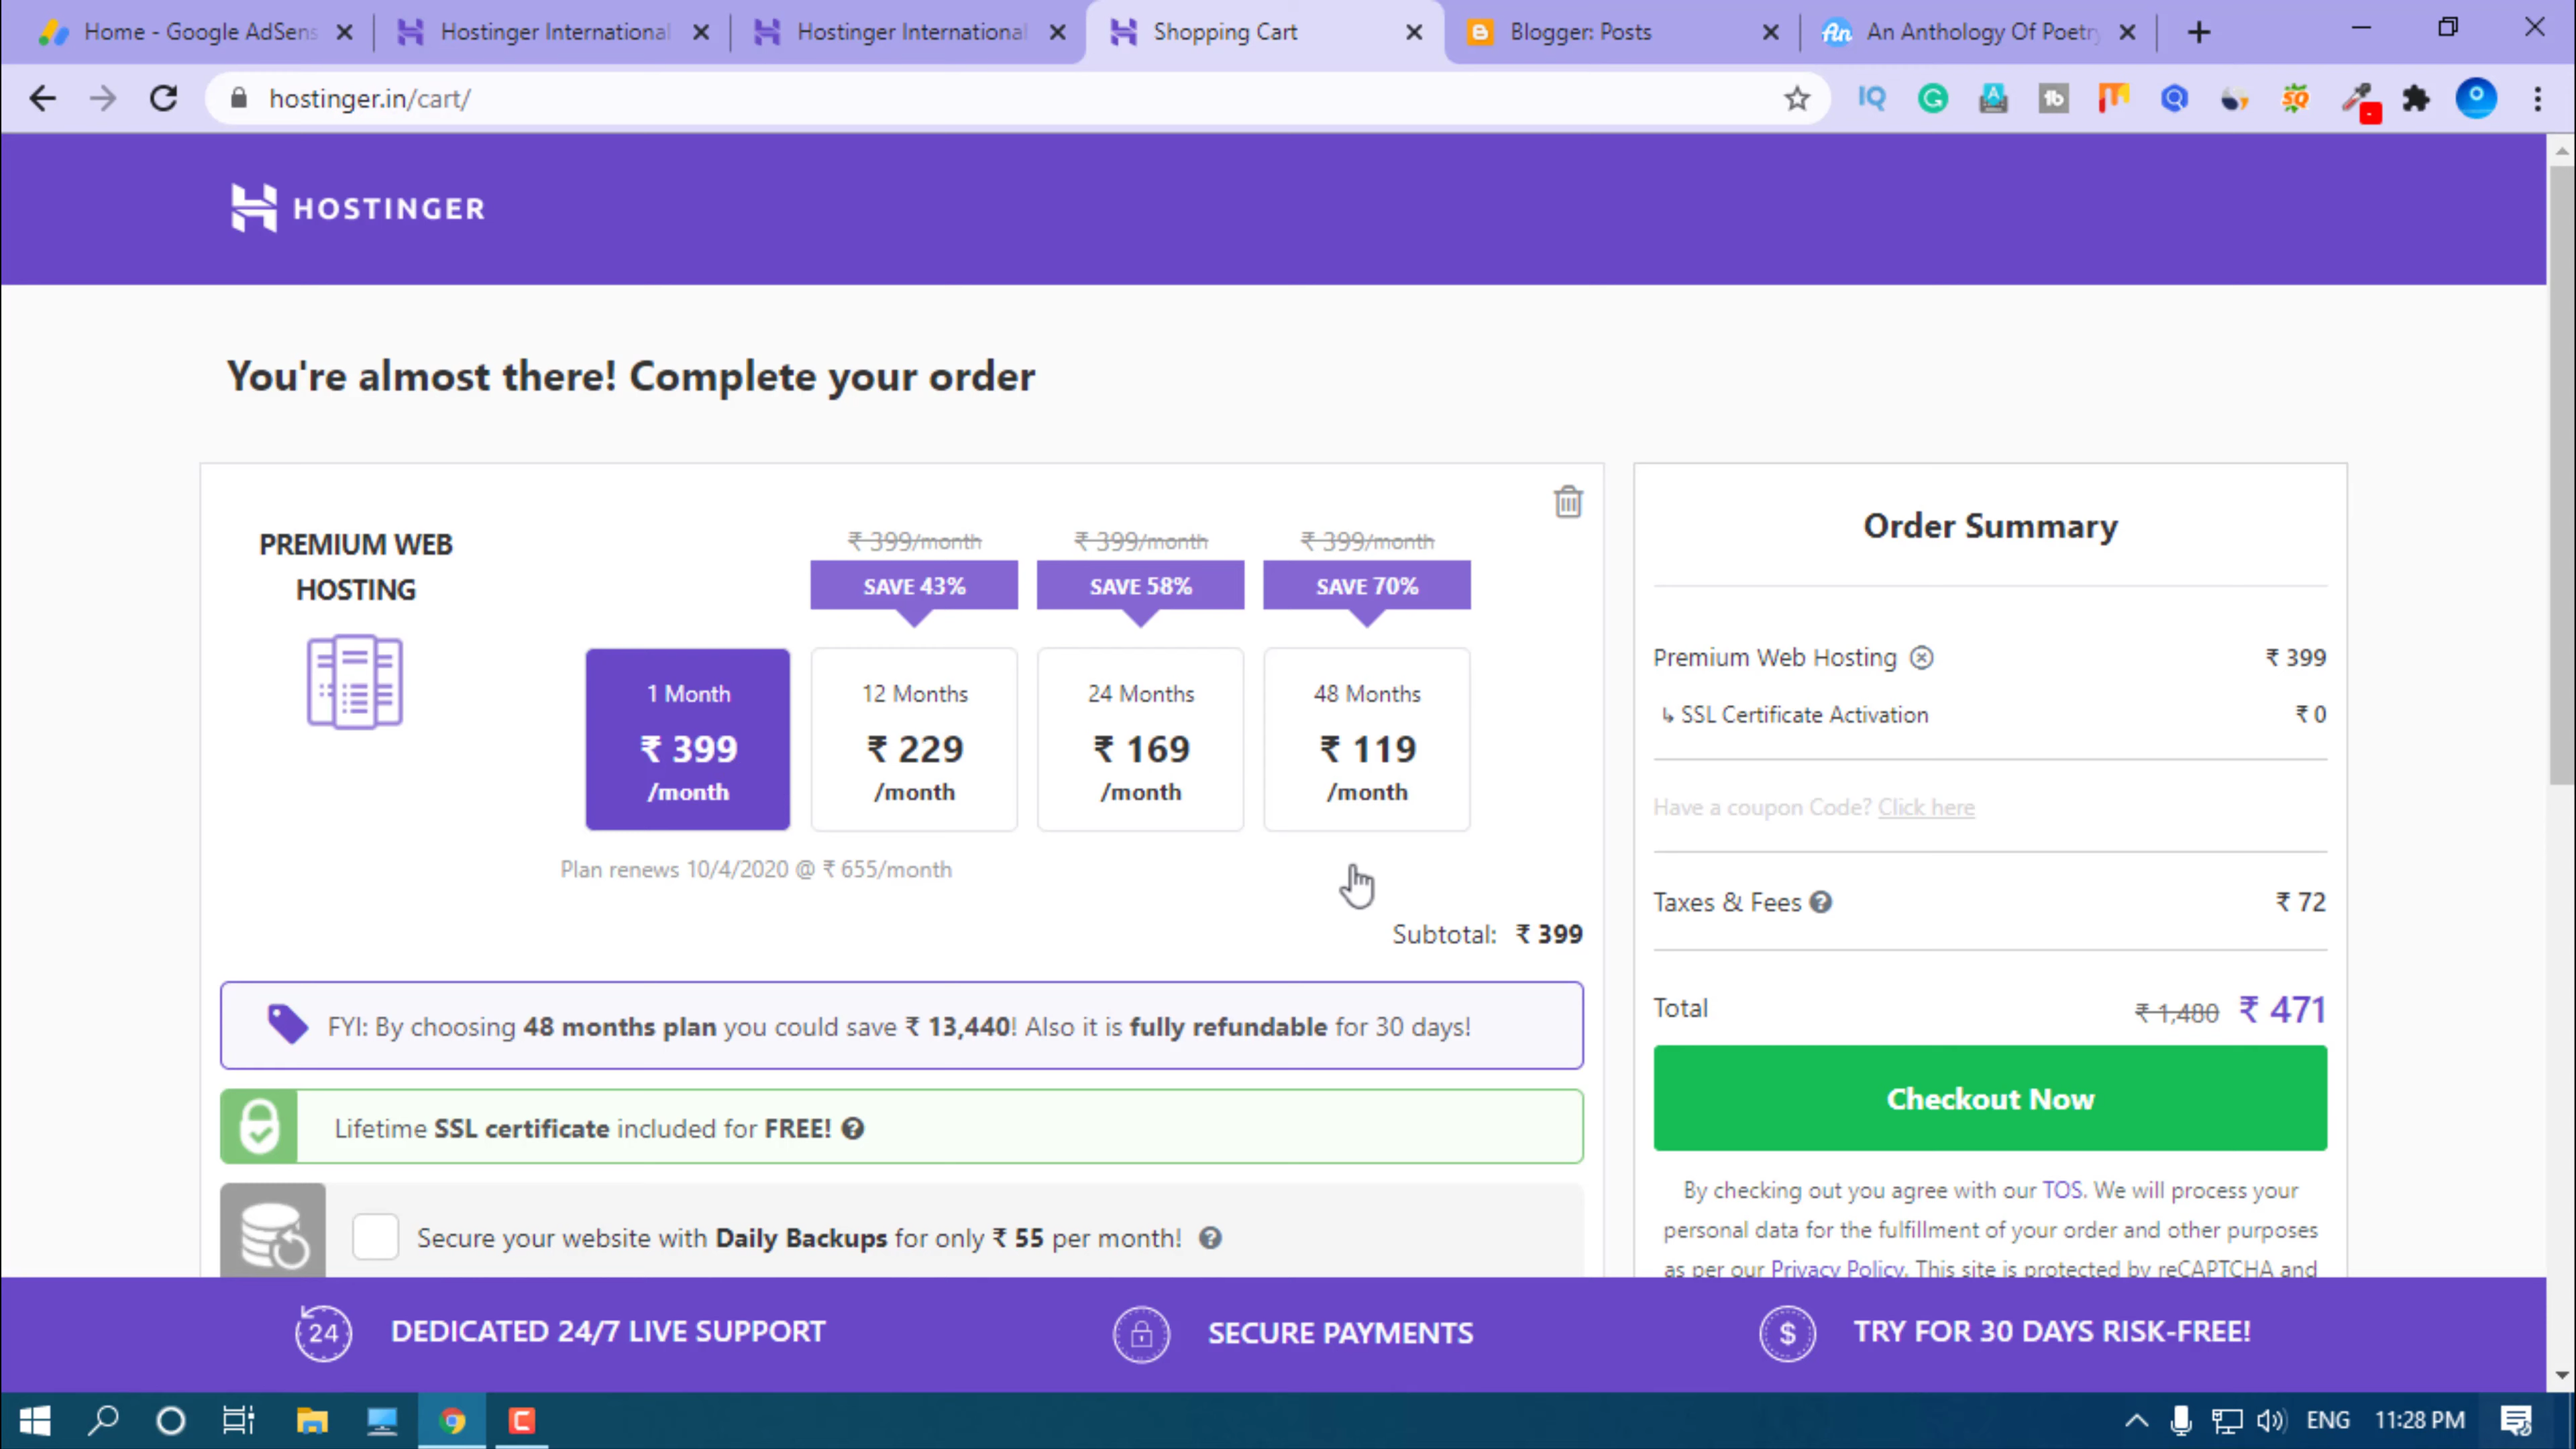 Home - Google AdSens
Hostinger International
Hostinger International
Shopping Cart
Blogger: Posts
An Anthology Of Poetry
hostinger.in/cart/
HOSTINGER
You're almost there! Complete your order
PREMIUM WEB
HOSTING
₹ 399/month
₹ 399/month
₹ 399/month
SAVE 43%
SAVE 58%
SAVE 70%
1 Month
₹ 399
/month
12 Months
₹ 229
/month
24 Months
₹ 169
/month
48 Months
₹ 119
/month
Plan renews 10/4/2020 @ ₹ 655/month
Subtotal: ₹ 399
FYI: By choosing 48 months plan you could save ₹ 13,440! Also it is fully refundable for 30 days!
Lifetime SSL certificate included for FREE!
Secure your website with Daily Backups for only ₹ 55 per month!
Order Summary
Premium Web Hosting ₹ 399
↳ SSL Certificate Activation ₹ 0
Have a coupon Code? Click here
Taxes & Fees ₹ 72
Total ₹ 1,480 ₹ 471
Checkout Now
By checking out you agree with our TOS. We will process your
personal data for the fulfillment of your order and other purposes
as per our Privacy Policy. This site is protected by reCAPTCHA and
24 DEDICATED 24/7 LIVE SUPPORT
SECURE PAYMENTS
$ TRY FOR 30 DAYS RISK-FREE!
ENG 11:28 PM